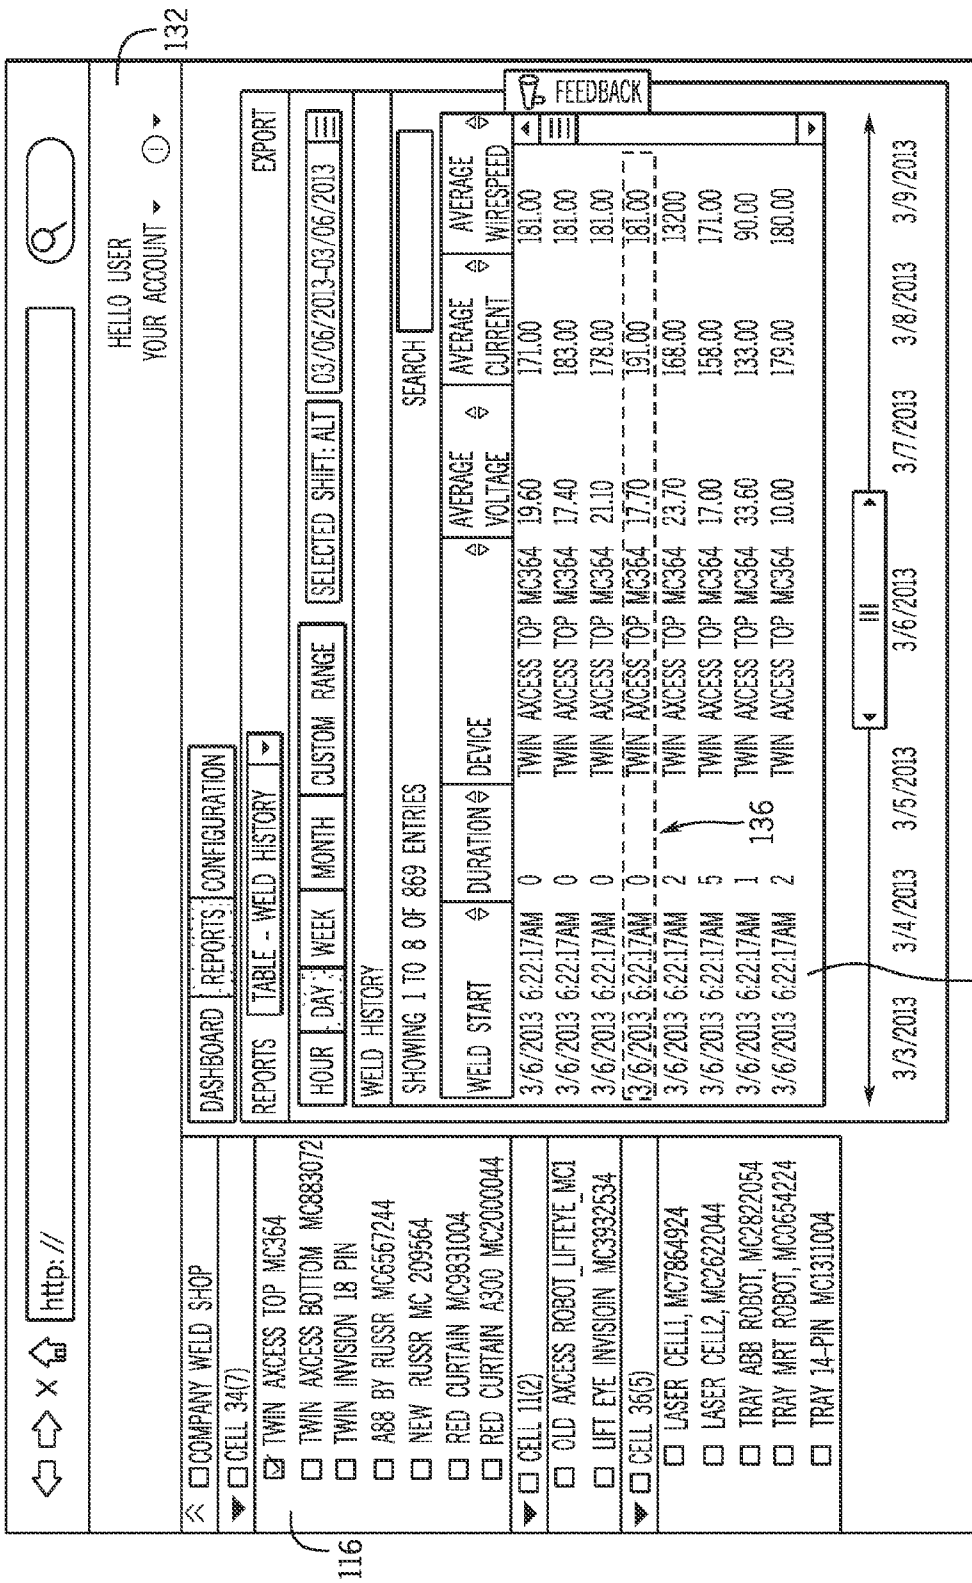 http://
132
HELLO USER
YOUR ACCOUNT
COMPANY WELD SHOP
CELL 34(7)
TWIN AXCESS TOP MC364
TWIN AXCESS BOTTOM MC883072
TWIN INVISION 18 PIN
A88 BY RUSSR MC6567244
NEW RUSSR MC 209564
RED CURTAIN MC9831004
RED CURTAIN A300 MC2000044
CELL 11(2)
OLD AXCESS ROBOT_LIFTEYE_MC1
LIFT EYE INVISIOIN MC3932534
CELL 36(5)
LASER CELL1, MC7864924
LASER CELL2, MC2622044
TRAY ABB ROBOT, MC2822054
TRAY MRT ROBOT, MC0654224
TRAY 14-PIN MC1311004
116
DASHBOARD REPORTS CONFIGURATION
REPORTS TABLE - WELD HISTORY EXPORT
HOUR DAY WEEK MONTH CUSTOM RANGE SELECTED SHIFT: ALT 03/06/2013-03/06/2013
WELD HISTORY
SHOWING 1 TO 8 OF 869 ENTRIES SEARCH
WELD START DURATION DEVICE AVERAGE VOLTAGE AVERAGE CURRENT AVERAGE WIRESPEED
3/6/2013 6:22:17AM 0 TWIN AXCESS TOP MC364 19.60 171.00 181.00
3/6/2013 6:22:17AM 0 TWIN AXCESS TOP MC364 17.40 183.00 181.00
3/6/2013 6:22:17AM 0 TWIN AXCESS TOP MC364 21.10 178.00 181.00
3/6/2013 6:22:17AM 0 TWIN AXCESS TOP MC364 17.70 191.00 181.00
3/6/2013 6:22:17AM 2 TWIN AXCESS TOP MC364 23.70 168.00 13200
3/6/2013 6:22:17AM 5 TWIN AXCESS TOP MC364 17.00 158.00 171.00
3/6/2013 6:22:17AM 1 TWIN AXCESS TOP MC364 33.60 133.00 90.00
3/6/2013 6:22:17AM 2 TWIN AXCESS TOP MC364 10.00 179.00 180.00
FEEDBACK
136
3/3/2013 3/4/2013 3/5/2013 3/6/2013 3/7/2013 3/8/2013 3/9/2013